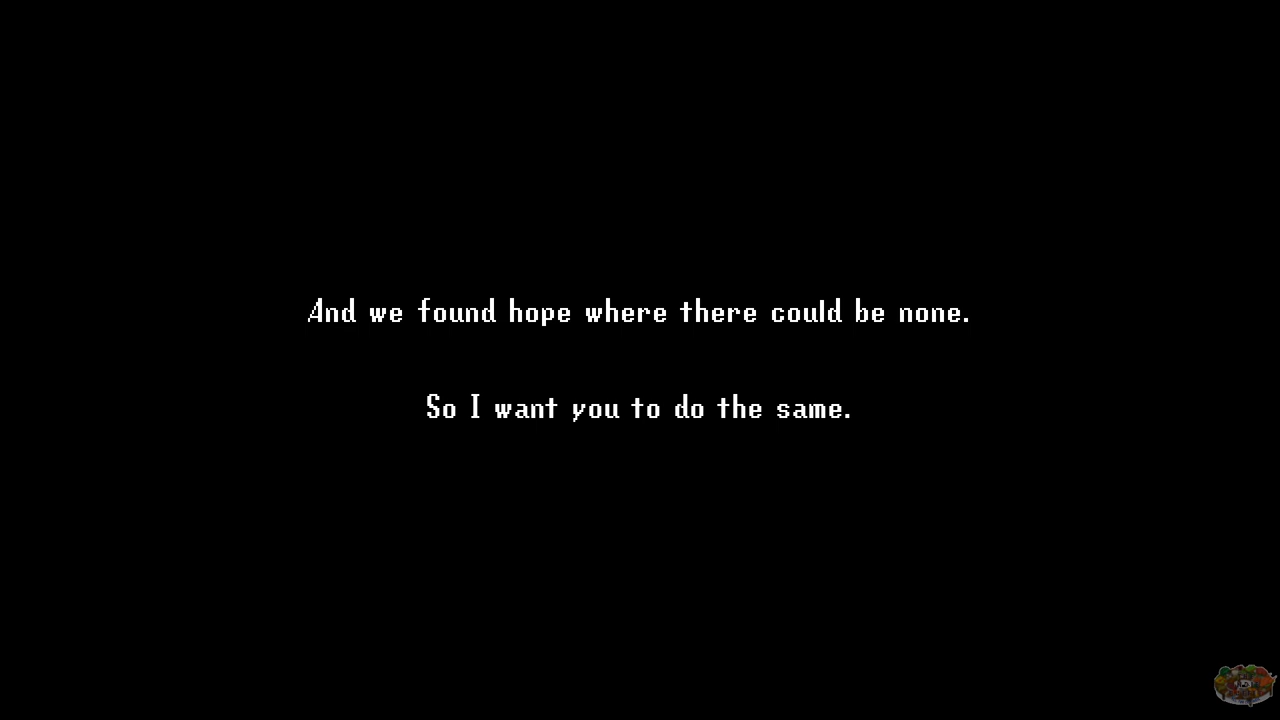 And we found hope where there could be none.
So I want you to do the same.